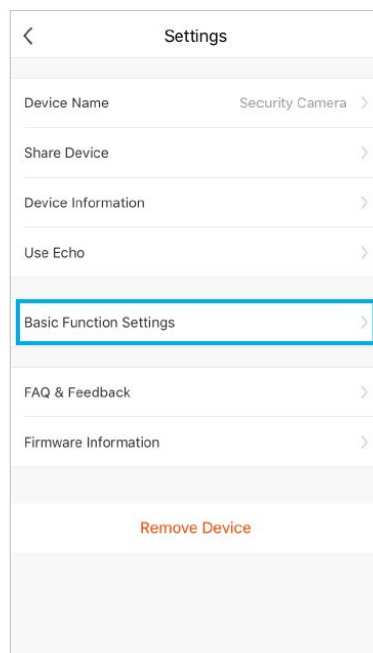 Settings
Device Name Security Camera
Share Device
Device Information
Use Echo
Basic Function Settings
FAQ & Feedback
Firmware Information
Remove Device